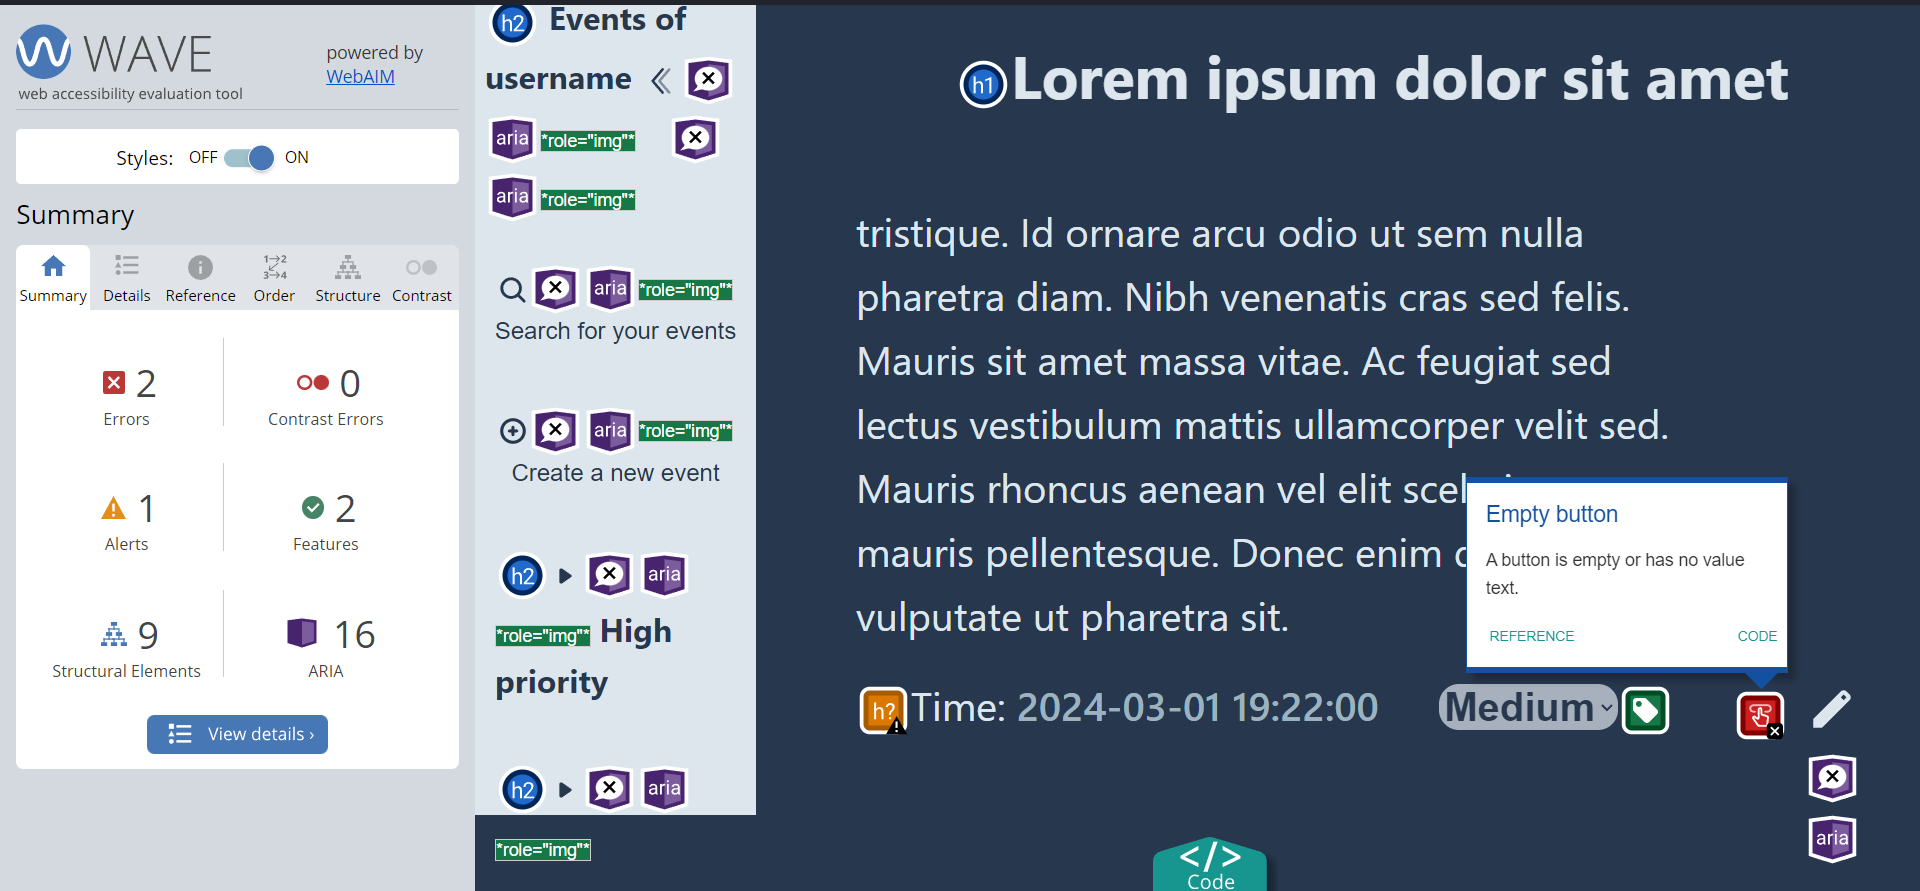 WAVE
powered by
WebAIM
web accessibility evaluation tool
Styles: OFF ON
Summary
Summary Details Reference Order Structure Contrast
2
Errors
0
Contrast Errors
1
Alerts
2
Features
9
Structural Elements
16
ARIA
View details ›
h2 Events of
username
aria *role="img"*
aria *role="img"*
aria *role="img"*
Search for your events
aria *role="img"*
Create a new event
h2 aria
*role="img"* High
priority
h2 aria
*role="img"*
h1 Lorem ipsum dolor sit amet
tristique. Id ornare arcu odio ut sem nulla
pharetra diam. Nibh venenatis cras sed felis.
Mauris sit amet massa vitae. Ac feugiat sed
lectus vestibulum mattis ullamcorper velit sed.
Mauris rhoncus aenean vel elit
mauris pellentesque. Donec enim
vulputate ut pharetra sit.
Empty button
A button is empty or has no value
text.
REFERENCE CODE
h? Time: 2024-03-01 19:22:00 Medium
aria
</>
Code